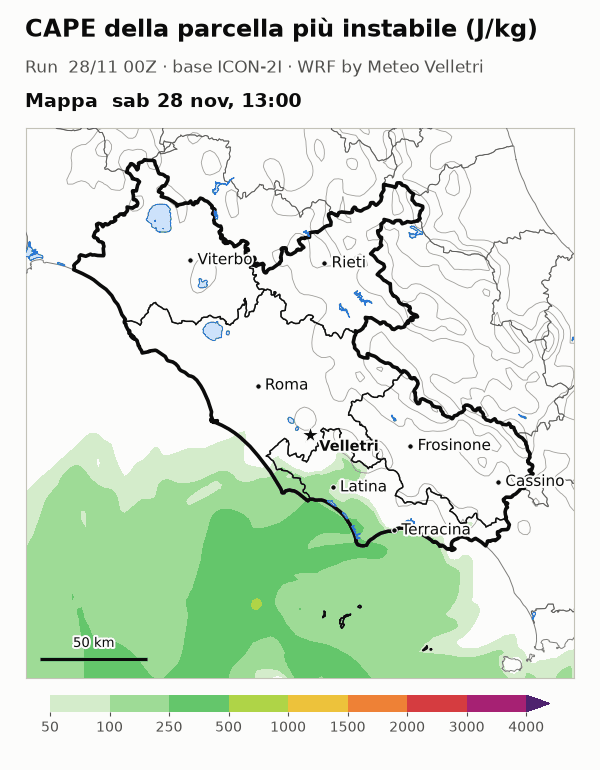 CAPE della parcella più instabile (J/kg)
Run  28/11 00Z · base ICON-2I · WRF by Meteo Velletri
Mappa  sab 28 nov, 13:00
Viterbo
Rieti
Roma
Velletri
Frosinone
Cassino
Latina
Terracina
50 km
50 100 250 500 1000 1500 2000 3000 4000